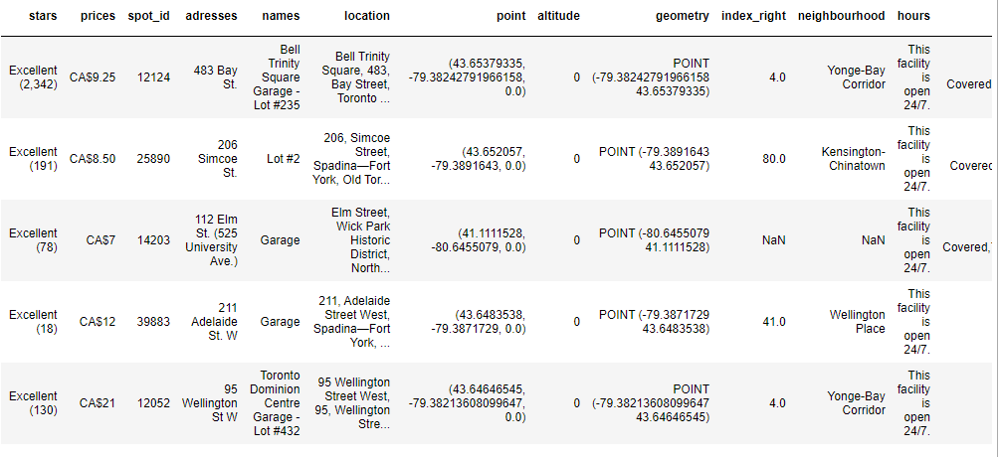 stars prices spot_id adresses names location point altitude geometry index_right neighbourhood hours
Excellent (2,342) CA$9.25 12124 483 Bay St. Bell Trinity Square Garage - Lot #235 Bell Trinity Square, 483, Bay Street, Toronto ... (43.65379335, -79.38242791966158, 0.0) 0 POINT (-79.38242791966158 43.65379335) 4.0 Yonge-Bay Corridor This facility is open 24/7. Covered
Excellent (191) CA$8.50 25890 206 Simcoe St. Lot #2 206, Simcoe Street, Spadina—Fort York, Old Tor... (43.652057, -79.3891643, 0.0) 0 POINT (-79.3891643 43.652057) 80.0 Kensington-Chinatown This facility is open 24/7. Covered
Excellent (78) CA$7 14203 112 Elm St. (525 University Ave.) Garage Elm Street, Wick Park Historic District, North... (41.1111528, -80.6455079, 0.0) 0 POINT (-80.6455079 41.1111528) NaN NaN This facility is open 24/7. Covered,
Excellent (18) CA$12 39883 211 Adelaide St. W Garage 211, Adelaide Street West, Spadina—Fort York, ... (43.6483538, -79.3871729, 0.0) 0 POINT (-79.3871729 43.6483538) 41.0 Wellington Place This facility is open 24/7.
Excellent (130) CA$21 12052 95 Wellington St W Toronto Dominion Centre Garage - Lot #432 95 Wellington Street West, 95, Wellington Stre... (43.64646545, -79.38213608099647, 0.0) 0 POINT (-79.38213608099647 43.64646545) 4.0 Yonge-Bay Corridor This facility is open 24/7.